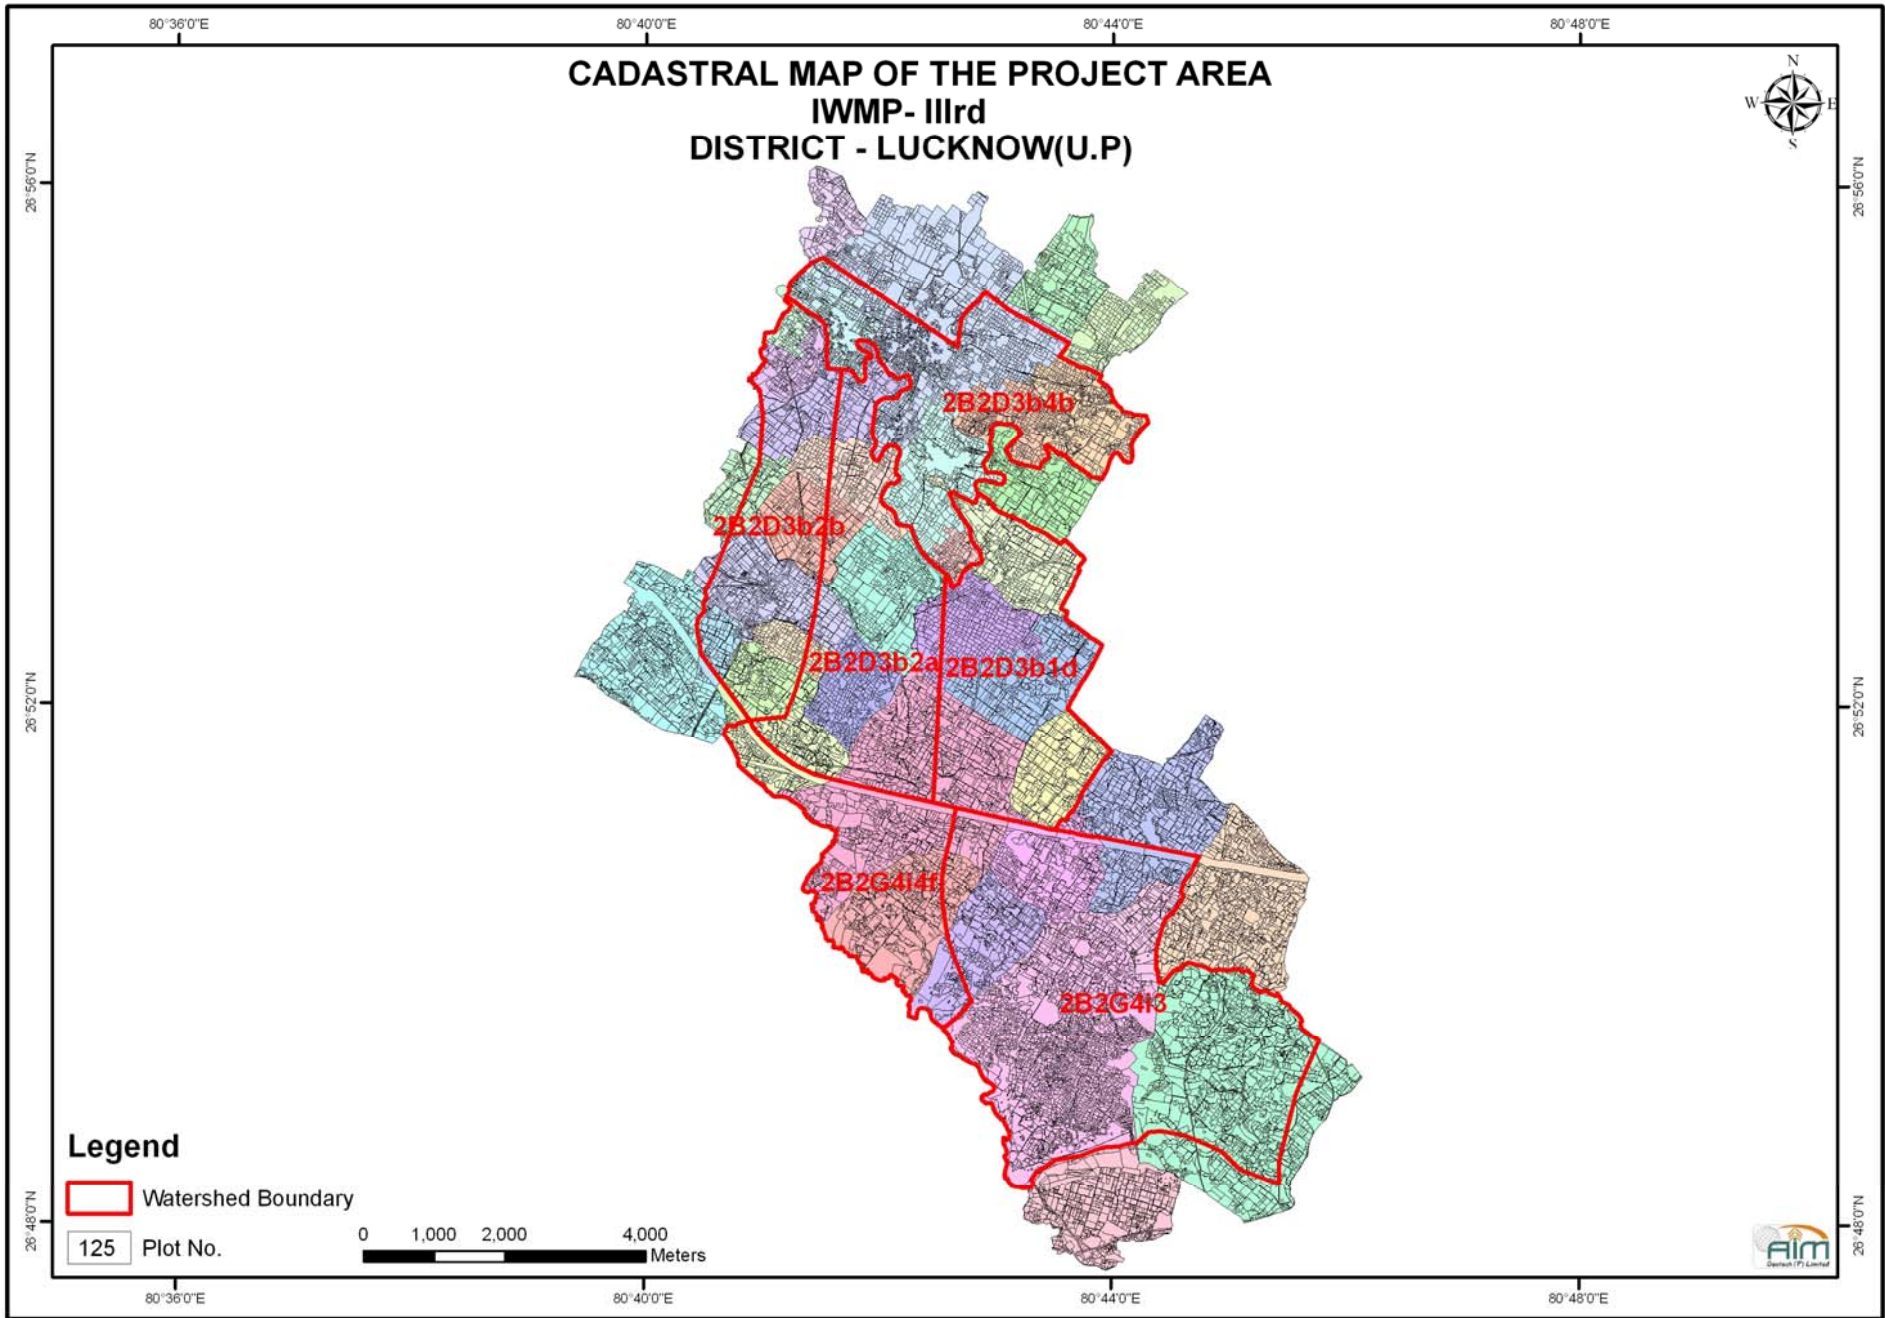 80°36'0"E 80°40'0"E 80°44'0"E 80°48'0"E
CADASTRAL MAP OF THE PROJECT AREA
IWMP- IIIrd
DISTRICT - LUCKNOW(U.P)
N
W E
S
26°56'0"N 26°56'0"N
2B2D3b4b
2B2D3b2b
2B2D3b2a 2B2D3b1d
26°52'0"N 26°52'0"N
2B2G4i4f
2B2G4i3
Legend
Watershed Boundary
125 Plot No.
0 1,000 2,000 4,000
Meters
26°48'0"N 26°48'0"N
AIM
Geotech (P) Limited
80°36'0"E 80°40'0"E 80°44'0"E 80°48'0"E